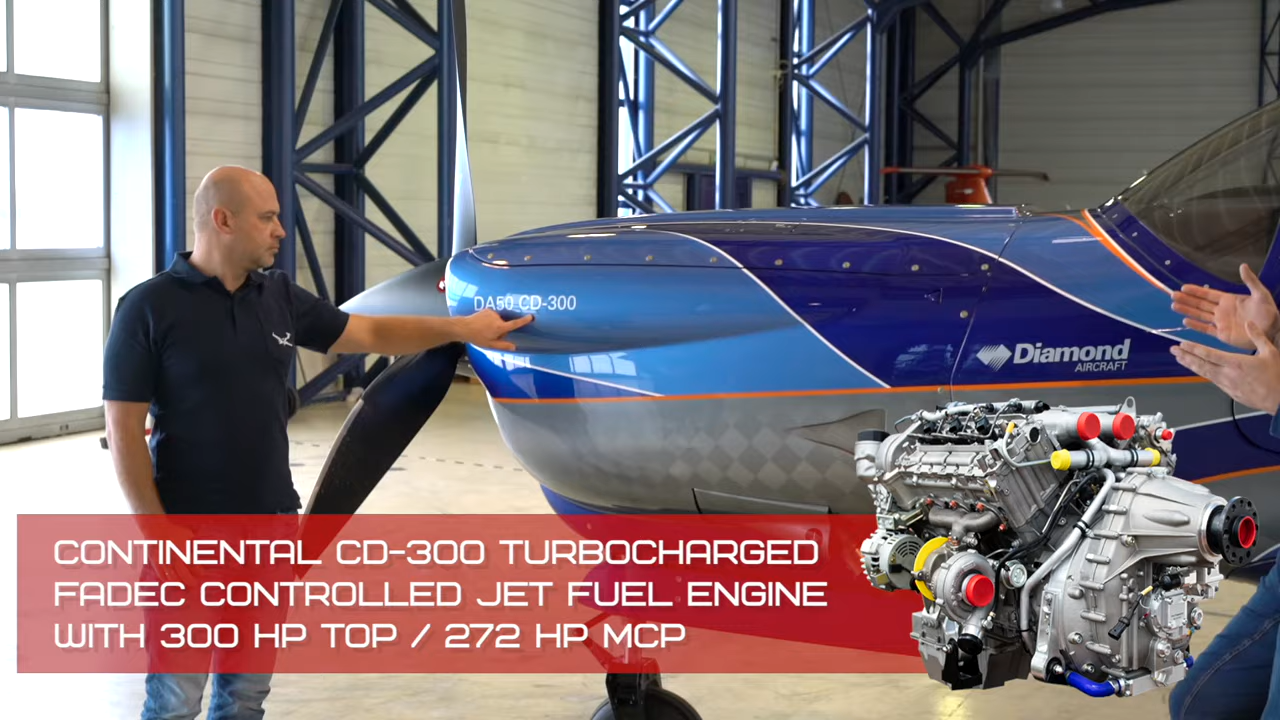 DA50 CD-300
Diamond
AIRCRAFT
CONTINENTAL CD-300 TURBOCHARGED
FADEC CONTROLLED JET FUEL ENGINE
WITH 300 HP TOP / 272 HP MCP